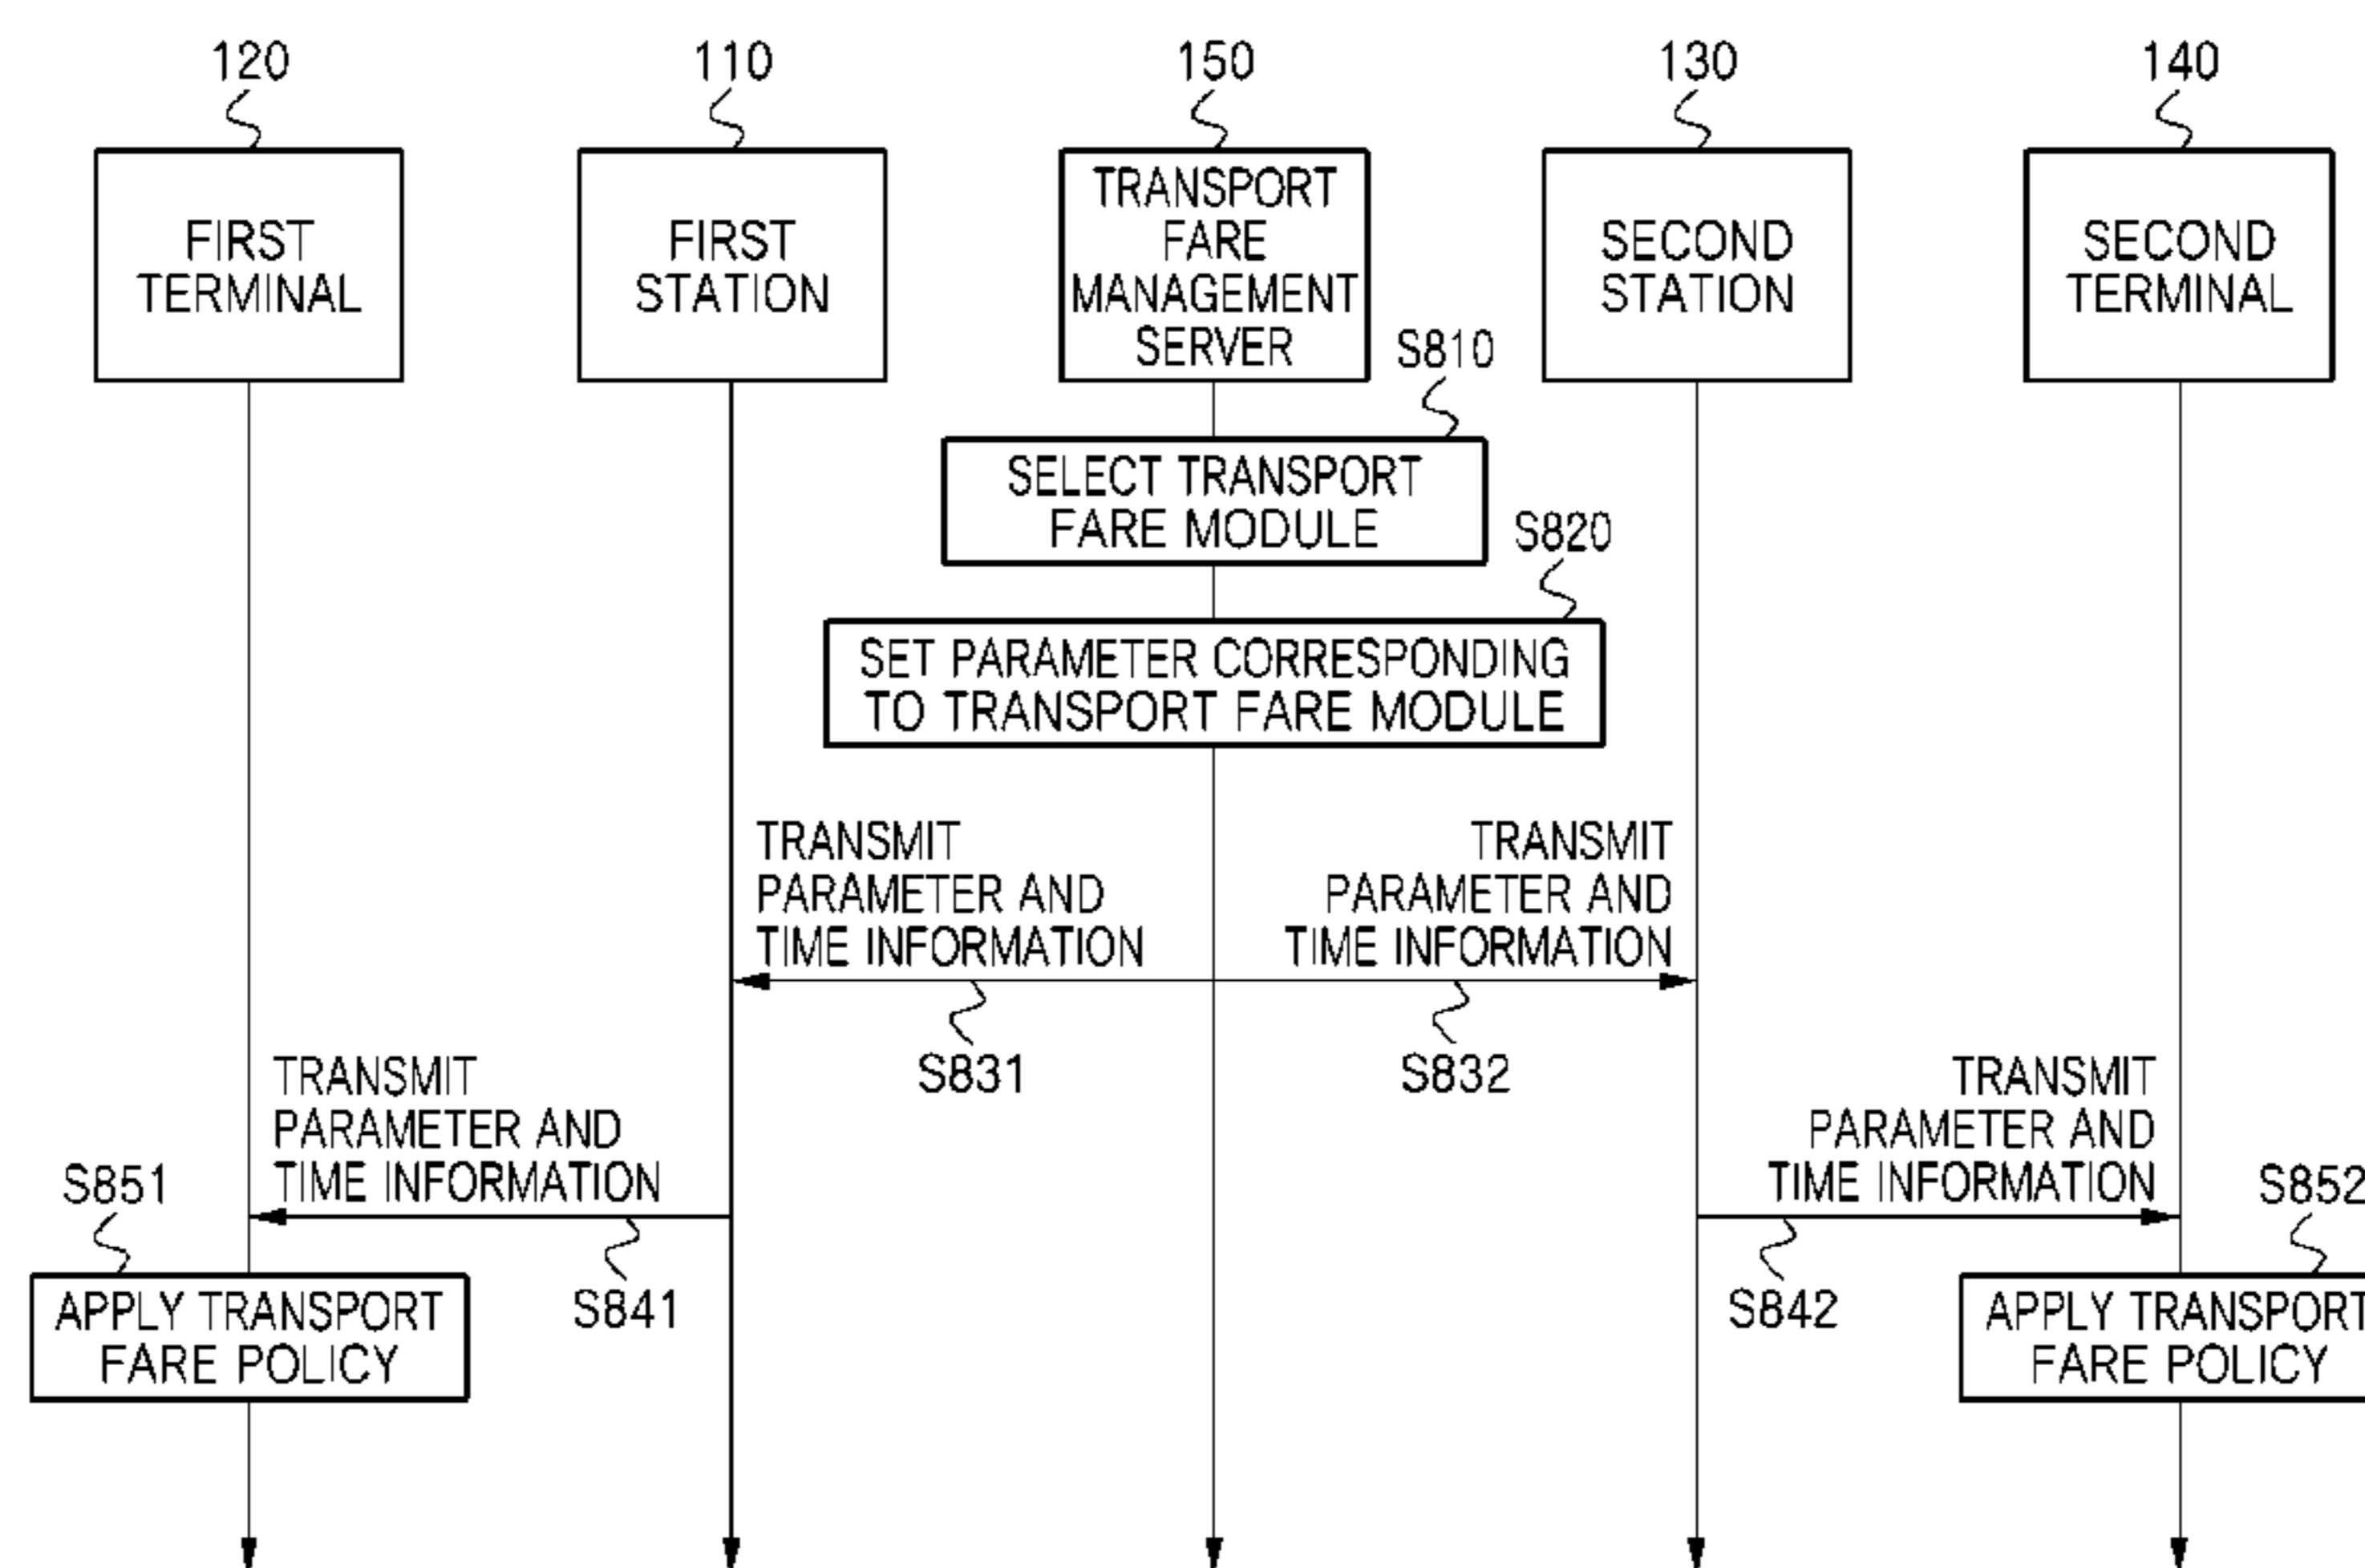 120
110
150
130
140
FIRST
TERMINAL
FIRST
STATION
TRANSPORT
FARE
MANAGEMENT
SERVER
SECOND
STATION
SECOND
TERMINAL
S810
SELECT TRANSPORT
FARE MODULE
S820
SET PARAMETER CORRESPONDING
TO TRANSPORT FARE MODULE
TRANSMIT
PARAMETER AND
TIME INFORMATION
S831
TRANSMIT
PARAMETER AND
TIME INFORMATION
S832
TRANSMIT
PARAMETER AND
TIME INFORMATION
S841
TRANSMIT
PARAMETER AND
TIME INFORMATION
S842
S851
APPLY TRANSPORT
FARE POLICY
S852
APPLY TRANSPORT
FARE POLICY